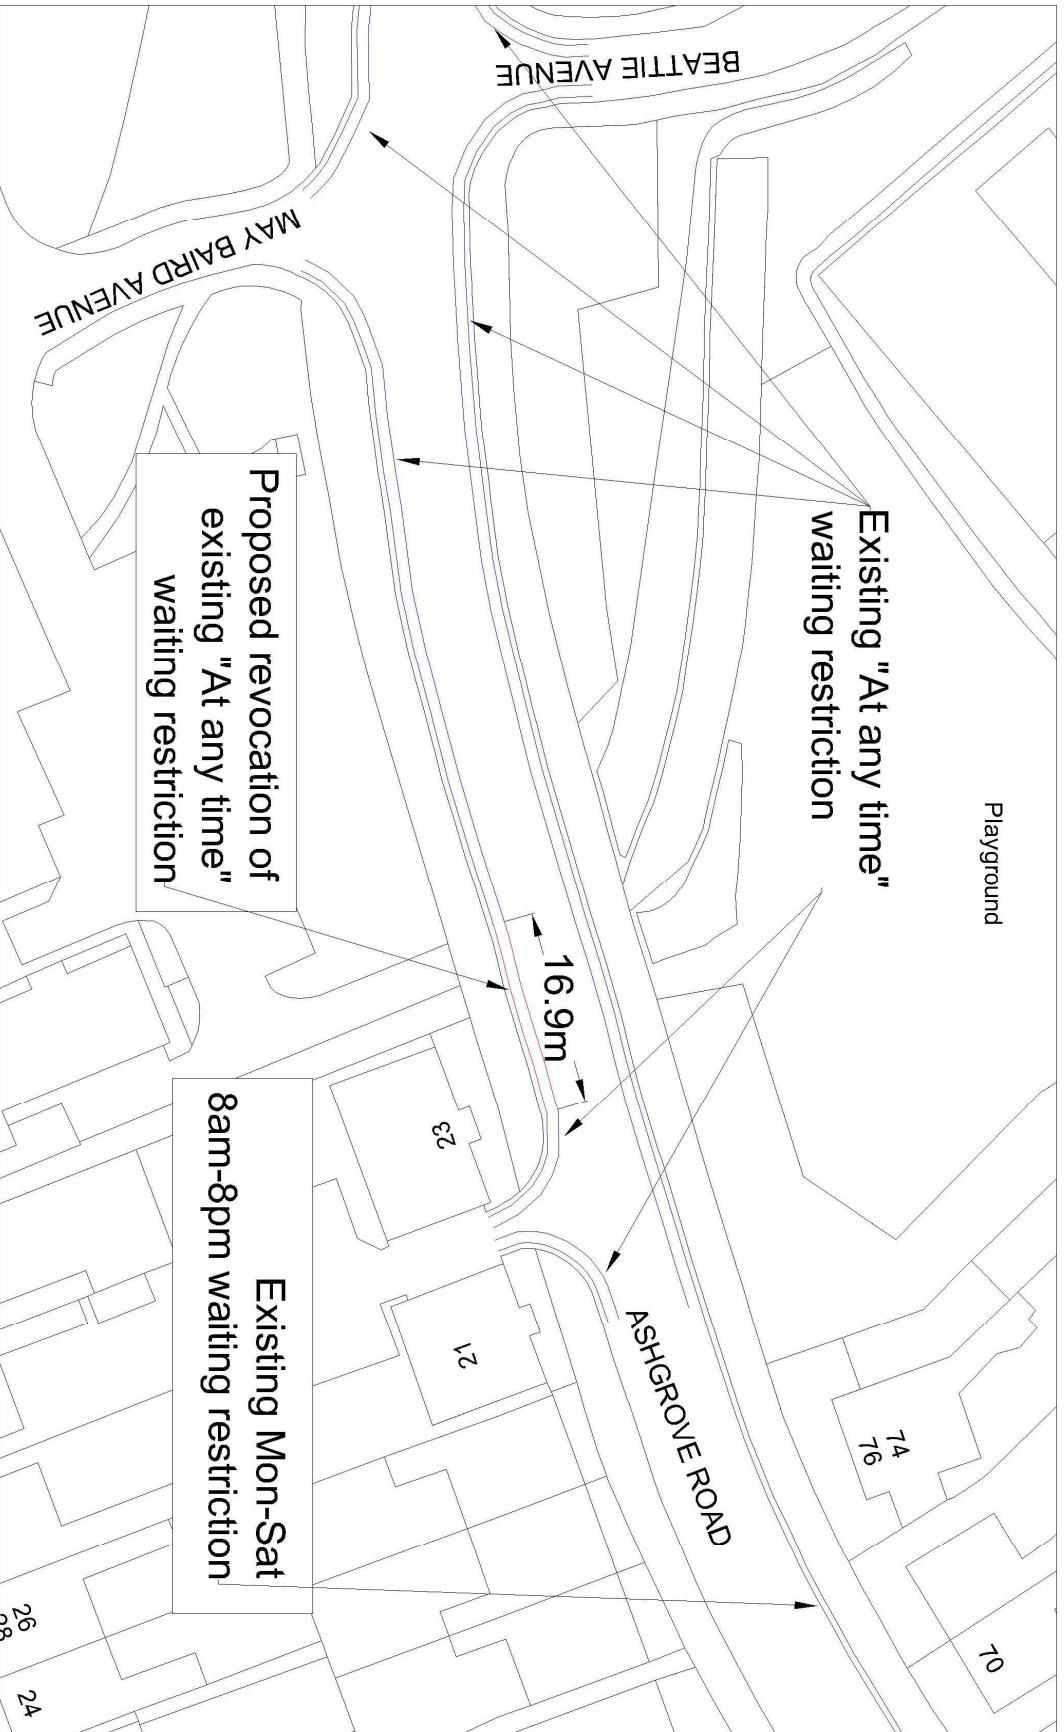 BEATTIE AVENUE
MAY BAIRD AVENUE
Playground
Existing "At any time"
waiting restriction
Proposed revocation of
existing "At any time"
waiting restriction
16.9m
23
21
Existing Mon-Sat
8am-8pm waiting restriction
ASHGROVE ROAD
74
76
70
26
24